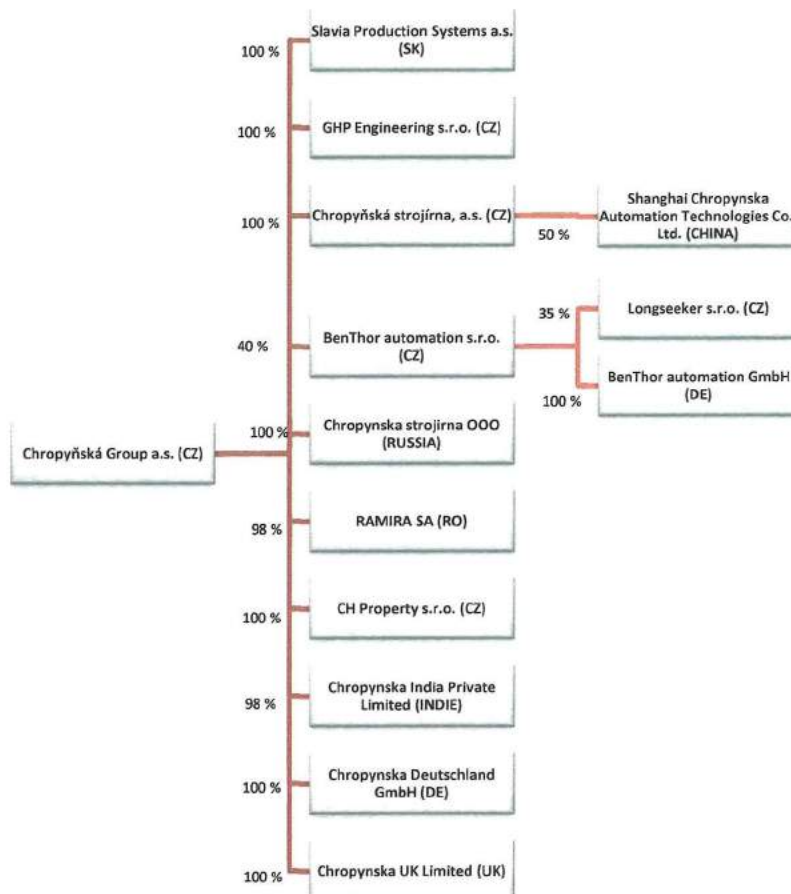 Slavia Production Systems a.s.
(SK)
100 %
GHP Engineering s.r.o. (CZ)
100 %
Chropyňská strojírna, a.s. (CZ)
100 %
Shanghai Chropynska
Automation Technologies Co.
Ltd. (CHINA)
50 %
BenThor automation s.r.o.
(CZ)
40 %
35 %
Longseeker s.r.o. (CZ)
BenThor automation GmbH
(DE)
100 %
Chropyňská Group a.s. (CZ)
100 %
Chropynska strojirna OOO
(RUSSIA)
RAMIRA SA (RO)
98 %
CH Property s.r.o. (CZ)
100 %
Chropynska India Private
Limited (INDIE)
98 %
Chropynska Deutschland
GmbH (DE)
100 %
Chropynska UK Limited (UK)
100 %